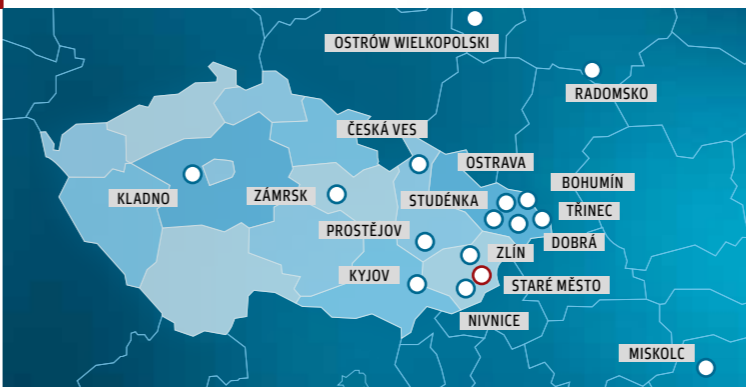 OSTRÓW WIELKOPOLSKI
RADOMSKO
ČESKÁ VES
OSTRAVA
BOHUMÍN
KLADNO
ZÁMRSK
STUDÉNKA
TŘINEC
PROSTĚJOV
DOBRÁ
ZLÍN
KYJOV
STARÉ MĚSTO
NIVNICE
MISKOLC